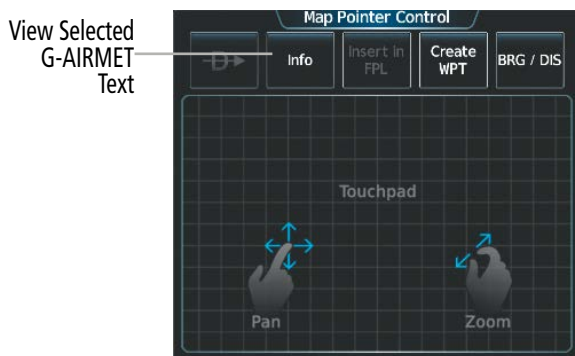 View Selected
G-AIRMET
Text
Map Pointer Control
D
Info
Insert in
FPL
Create
WPT
BRG / DIS
Touchpad
Pan
Zoom